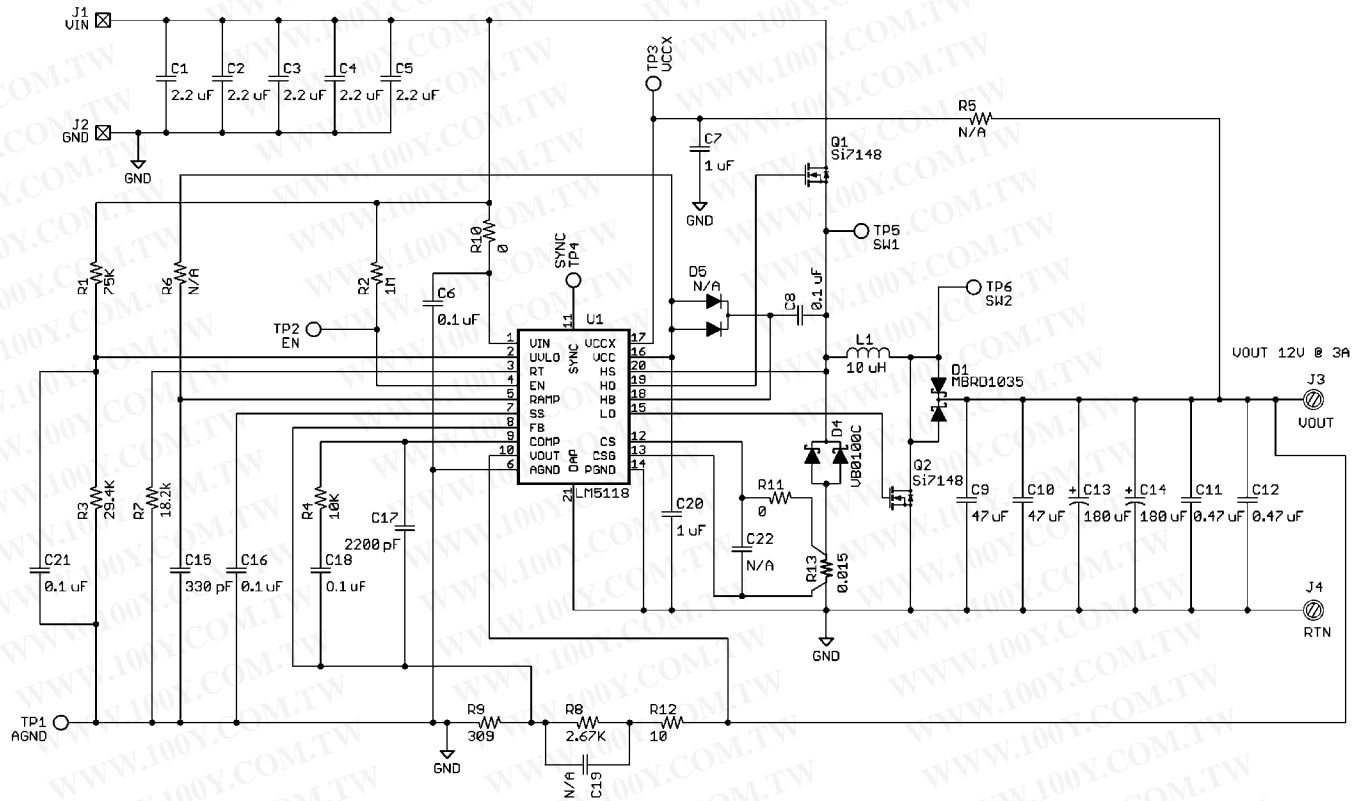 J1
VIN
C1
2.2 uF
C2
2.2 uF
C3
2.2 uF
C4
2.2 uF
C5
2.2 uF
J2
GND
GND
TP3
VCCX
C7
1 uF
GND
R5
N/A
Q1
Si7148
TP5
SW1
R10
0
SYNC
TP4
R1
75K
R6
N/A
R2
1M
C6
0.1 uF
TP2
EN
D5
N/A
C8
0.1 uF
TP6
SW2
U1
11
1 VIN
2 UVLO
3 RT
4 EN
5 RAMP
7 SS
8 FB
9 COMP
10 VOUT
6 AGND
SYNC
DAP
VCCX 17
VCC 16
HS 20
HO 19
HB 18
LO 15
CS 12
CSG 13
PGND 14
21
LM5118
L1
10 uH
D1
MBRD1035
VOUT 12V @ 3A
J3
VOUT
D4
VB0100C
Q2
Si7148
R3
29.4K
R7
18.2k
R4
10K
C17
2200 pF
C20
1 uF
R11
0
C22
N/A
R13
0.015
C9
47 uF
C10
47 uF
+ C13
180 uF
+ C14
180 uF
C11
0.47 uF
C12
0.47 uF
C21
0.1 uF
C15
330 pF
C16
0.1 uF
C18
0.1 uF
J4
RTN
GND
TP1
AGND
GND
R9
309
R8
2.67K
R12
10
N/A
C19
WWW.100Y.COM.TW